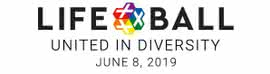 LIFE BALL
UNITED IN DIVERSITY
JUNE 8, 2019